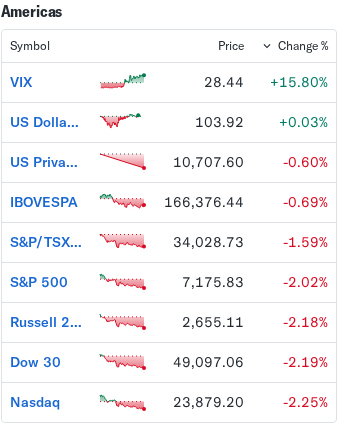 Americas
Symbol Price Change %
VIX 28.44 +15.80%
US Dolla... 103.92 +0.03%
US Priva... 10,707.60 -0.60%
IBOVESPA 166,376.44 -0.69%
S&P/TSX... 34,028.73 -1.59%
S&P 500 7,175.83 -2.02%
Russell 2... 2,655.11 -2.18%
Dow 30 49,097.06 -2.19%
Nasdaq 23,879.20 -2.25%